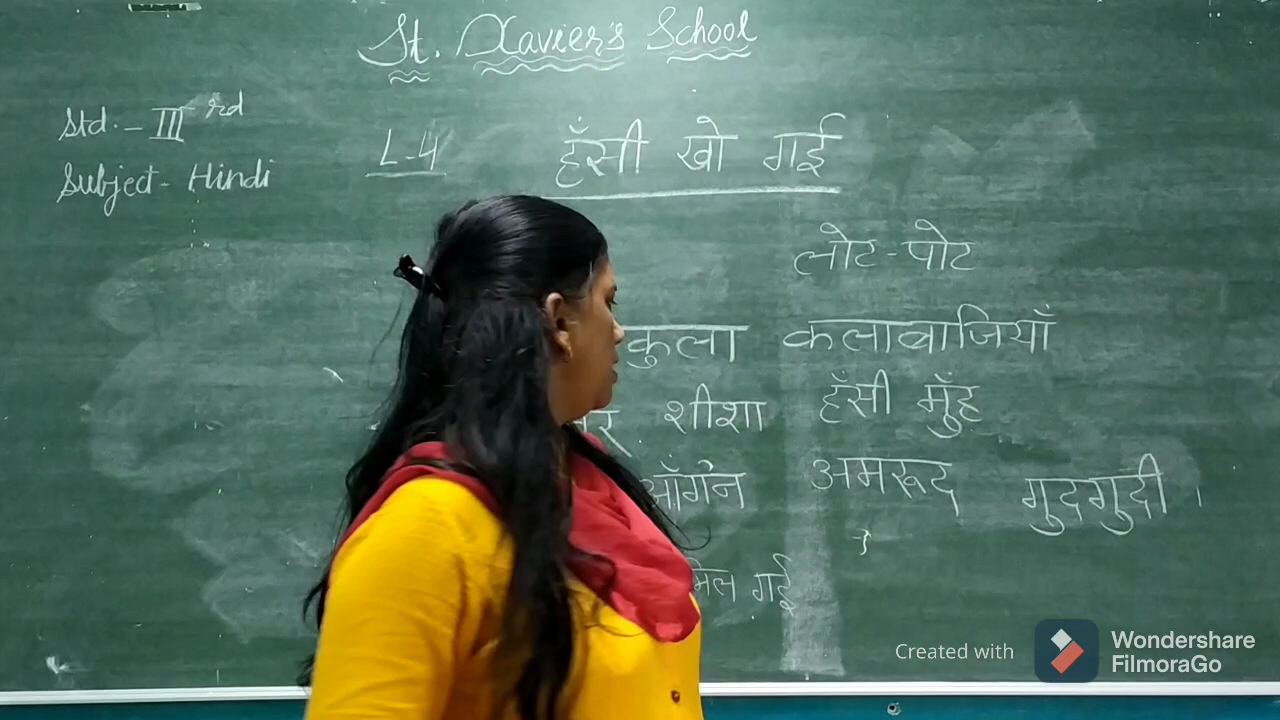 St. Xavier's School
Std. - III rd
Subject - Hindi
L-4 हँसी खो गई
लोट-पोट
कुला कलाबाजियाँ
शीशा हँसी मुँह
आँगन अमरूद गुदगुदी
मिल गई
Created with Wondershare FilmoraGo